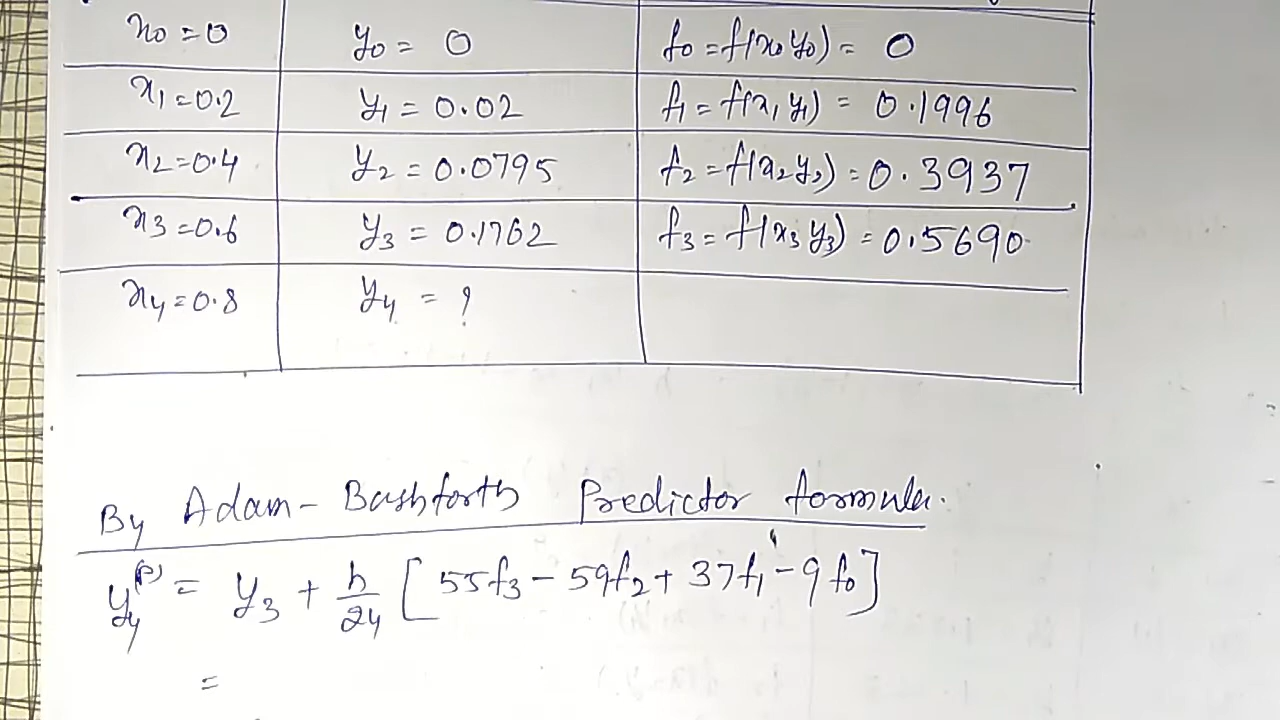 x₀ = 0 y₀ = 0 f₀ = f(x₀ y₀) = 0
x₁ = 0.2 y₁ = 0.02 f₁ = f(x₁ y₁) = 0.1996
x₂ = 0.4 y₂ = 0.0795 f₂ = f(x₂ y₂) = 0.3937
x₃ = 0.6 y₃ = 0.1762 f₃ = f(x₃ y₃) = 0.5690
x₄ = 0.8 y₄ = ?
By Adam - Bashforth Predictor formula.
y₄⁽ᵖ⁾ = y₃ + h/24 [55f₃ - 59f₂ + 37f₁ - 9f₀]
=